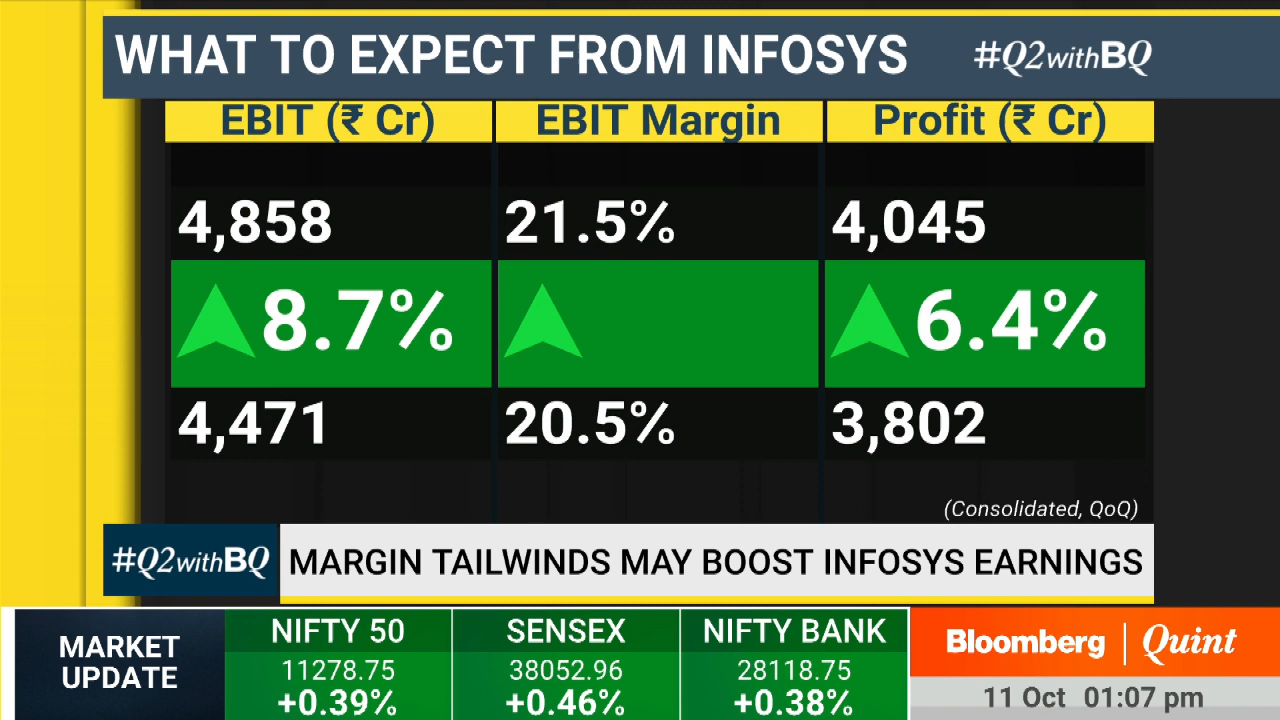 WHAT TO EXPECT FROM INFOSYS #Q2withBQ
EBIT (₹ Cr) EBIT Margin Profit (₹ Cr)
4,858 21.5% 4,045
8.7% 6.4%
4,471 20.5% 3,802
(Consolidated, QoQ)
#Q2withBQ MARGIN TAILWINDS MAY BOOST INFOSYS EARNINGS
MARKET UPDATE
NIFTY 50 SENSEX NIFTY BANK
11278.75 38052.96 28118.75
+0.39% +0.46% +0.38%
Bloomberg | Quint
11 Oct 01:07 pm